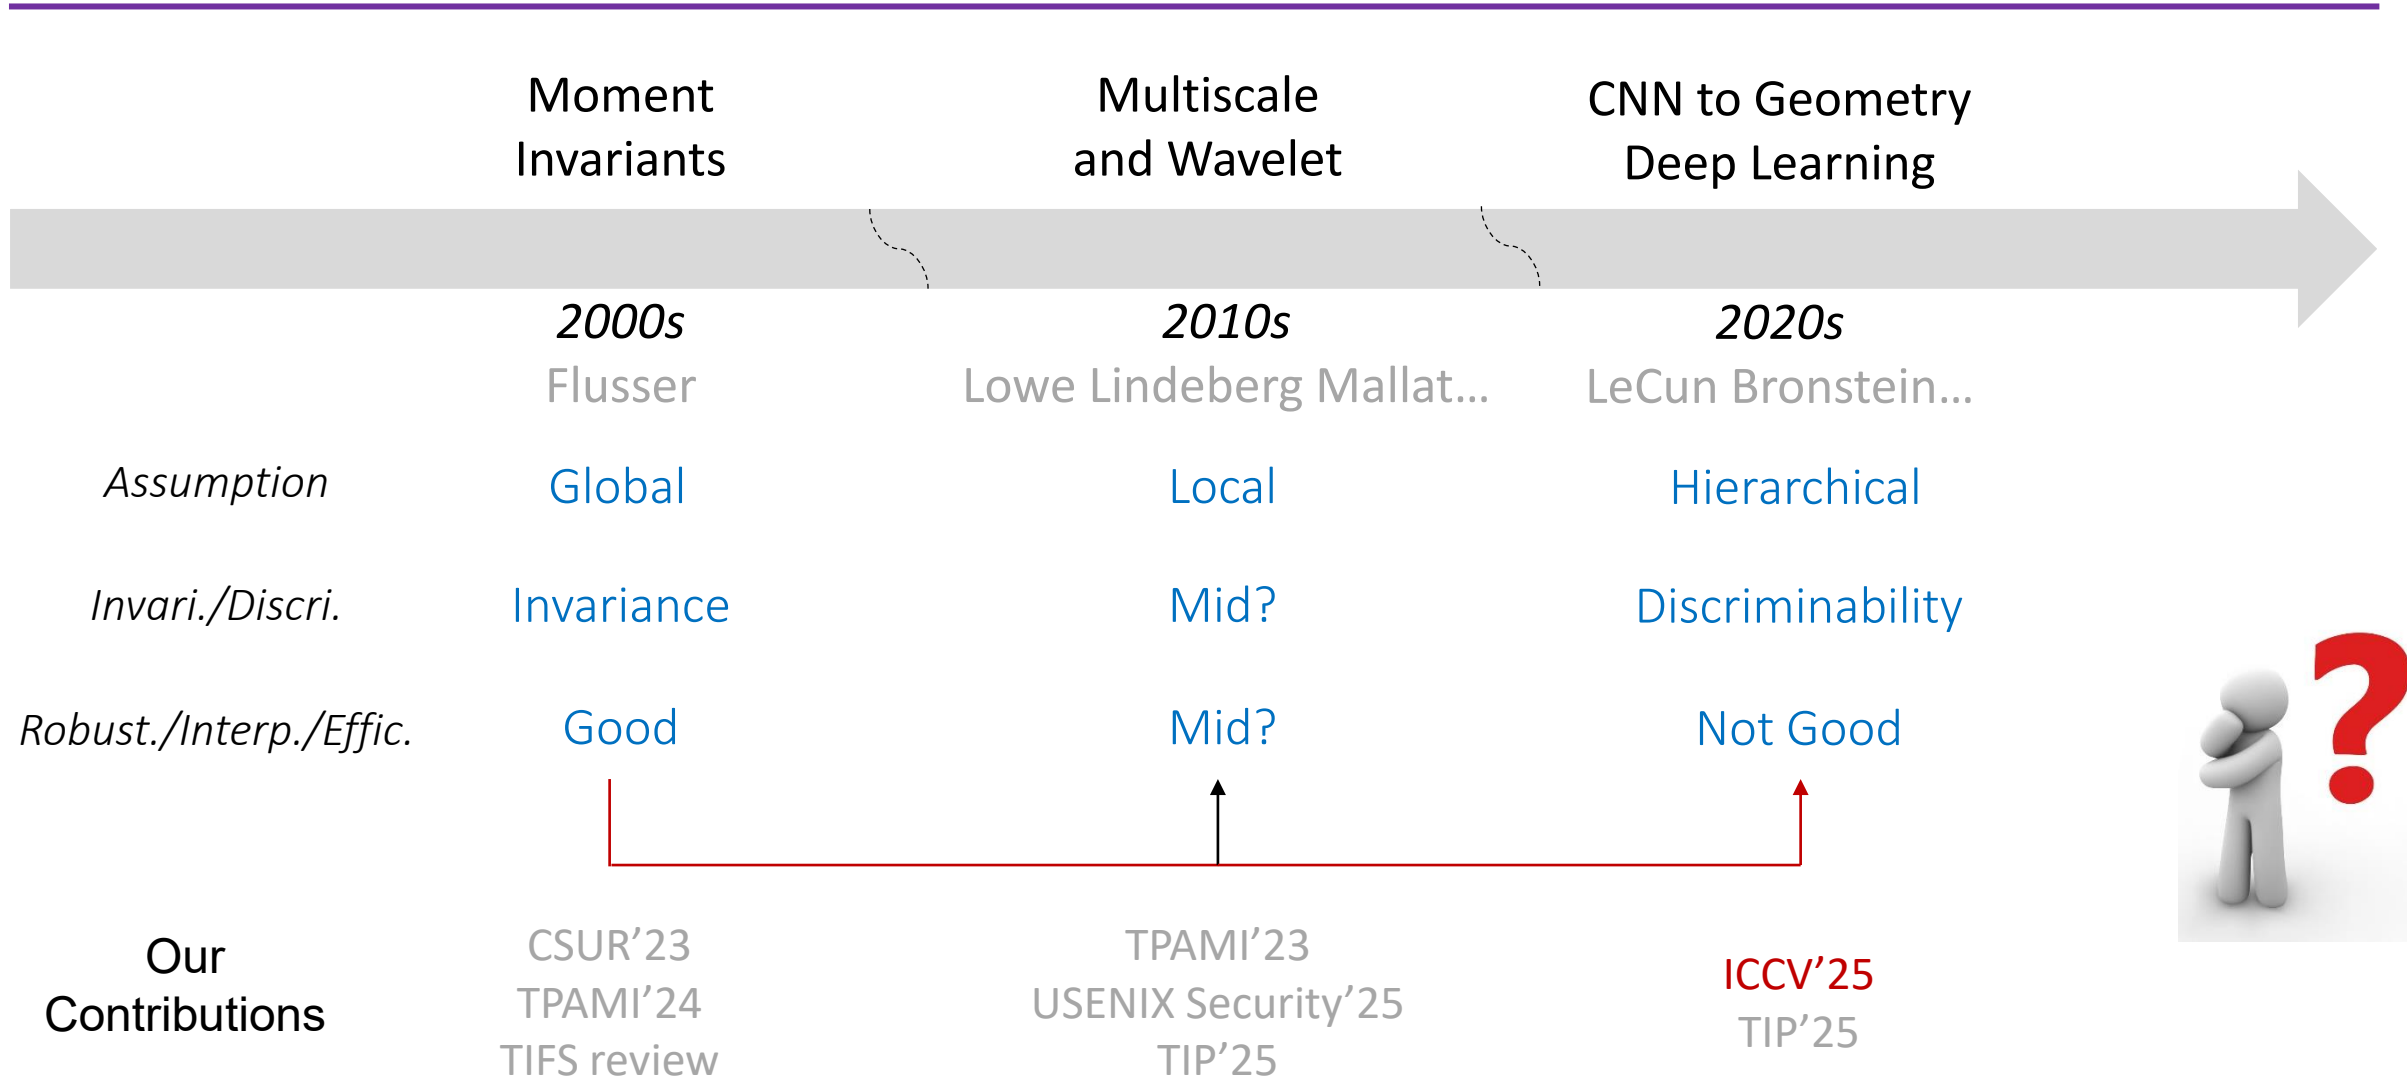 Moment
Invariants
Multiscale
and Wavelet
CNN to Geometry
Deep Learning
2000s
2010s
2020s
Flusser
Lowe Lindeberg Mallat...
LeCun Bronstein...
Assumption
Global
Local
Hierarchical
Invari./Discri.
Invariance
Mid?
Discriminability
Robust./Interp./Effic.
Good
Mid?
Not Good
?
Our
Contributions
CSUR’23
TPAMI’24
TIFS review
TPAMI’23
USENIX Security’25
TIP’25
ICCV’25
TIP’25